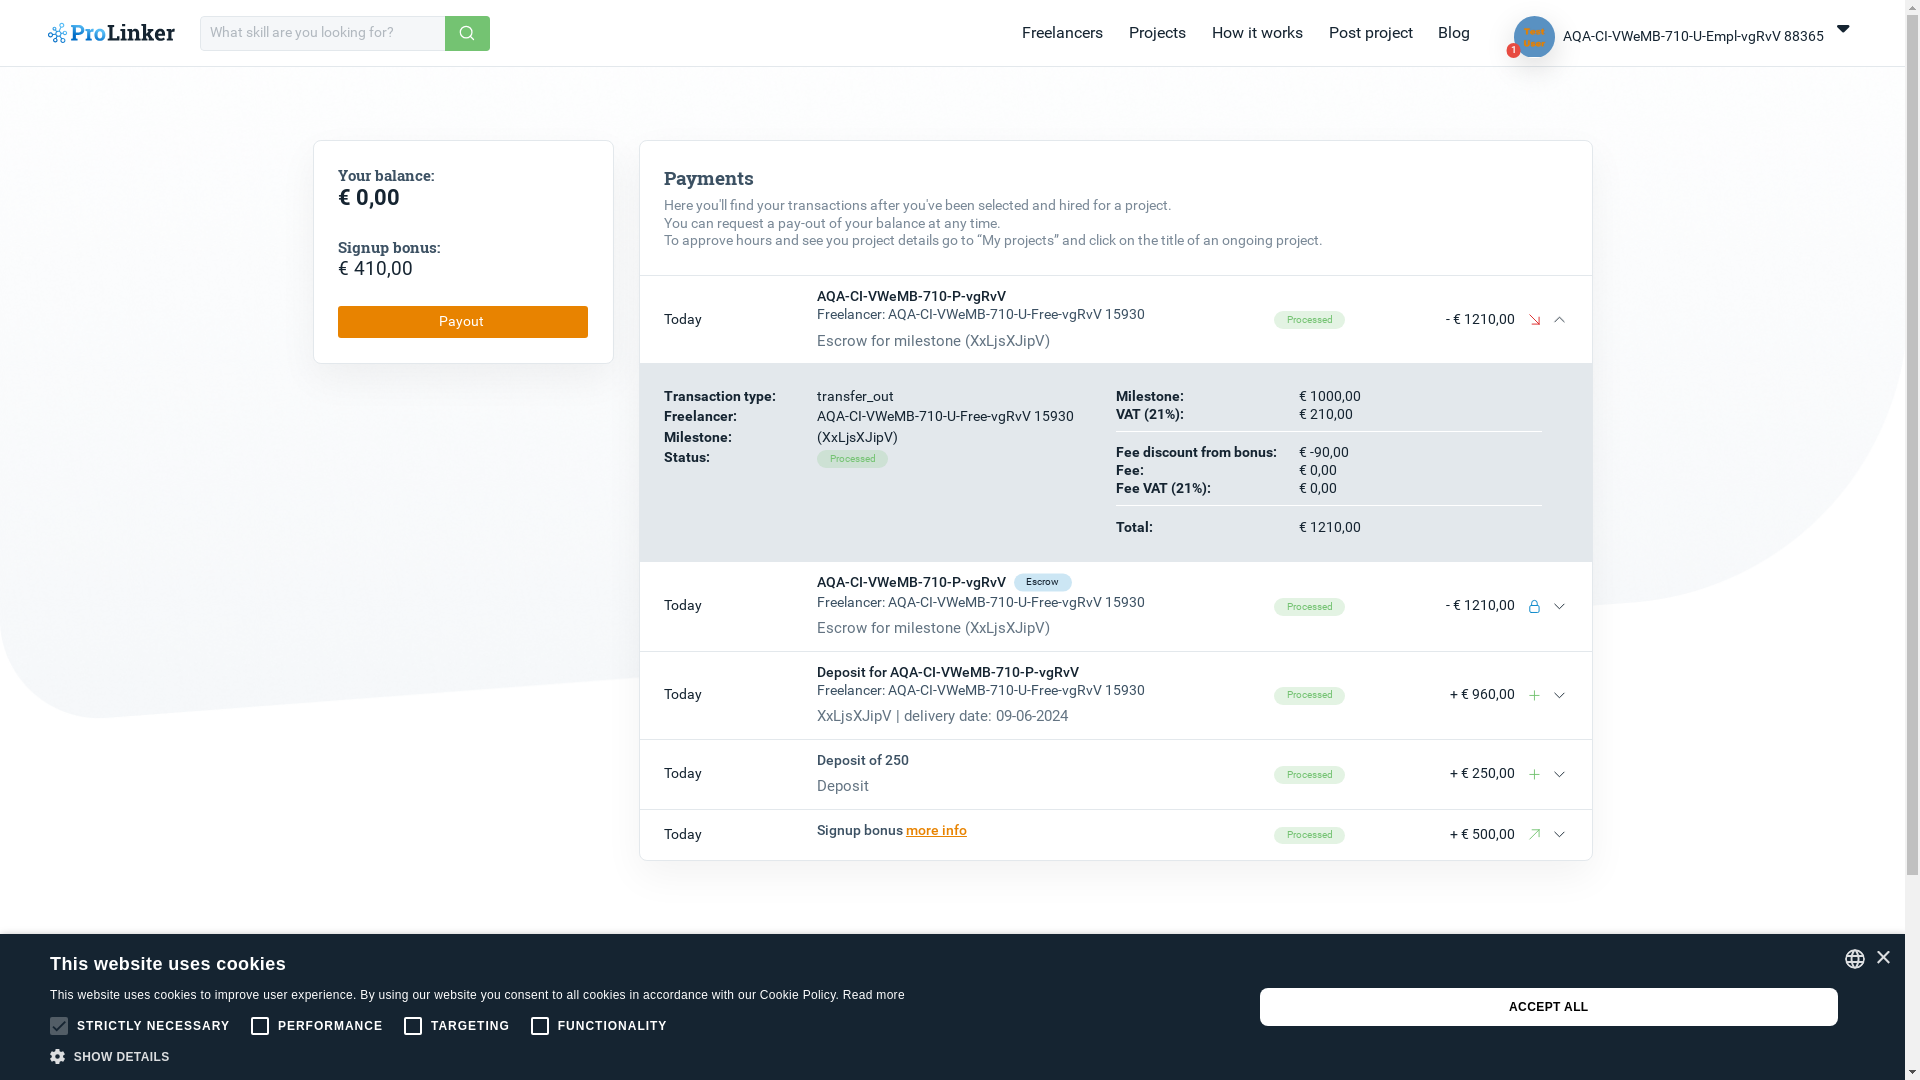 ProLinker
What skill are you looking for?
Freelancers
Projects
How it works
Post project
Blog
1
AQA-CI-VWeMB-710-U-Empl-vgRvV 88365
Your balance:
€ 0,00
Signup bonus:
€ 410,00
Payout
Payments
Here you'll find your transactions after you've been selected and hired for a project.
You can request a pay-out of your balance at any time.
To approve hours and see you project details go to “My projects” and click on the title of an ongoing project.
Today
AQA-CI-VWeMB-710-P-vgRvV
Freelancer: AQA-CI-VWeMB-710-U-Free-vgRvV 15930
Escrow for milestone (XxLjsXJipV)
Processed
- € 1210,00
Transaction type: transfer_out
Freelancer: AQA-CI-VWeMB-710-U-Free-vgRvV 15930
Milestone: (XxLjsXJipV)
Status: Processed
Milestone: € 1000,00
VAT (21%): € 210,00
Fee discount from bonus: € -90,00
Fee: € 0,00
Fee VAT (21%): € 0,00
Total: € 1210,00
Today
AQA-CI-VWeMB-710-P-vgRvV Escrow
Freelancer: AQA-CI-VWeMB-710-U-Free-vgRvV 15930
Escrow for milestone (XxLjsXJipV)
Processed
- € 1210,00
Today
Deposit for AQA-CI-VWeMB-710-P-vgRvV
Freelancer: AQA-CI-VWeMB-710-U-Free-vgRvV 15930
XxLjsXJipV | delivery date: 09-06-2024
Processed
+ € 960,00
Today
Deposit of 250
Deposit
Processed
+ € 250,00
Today
Signup bonus more info
Processed
+ € 500,00
This website uses cookies
This website uses cookies to improve user experience. By using our website you consent to all cookies in accordance with our Cookie Policy. Read more
STRICTLY NECESSARY
PERFORMANCE
TARGETING
FUNCTIONALITY
SHOW DETAILS
ACCEPT ALL